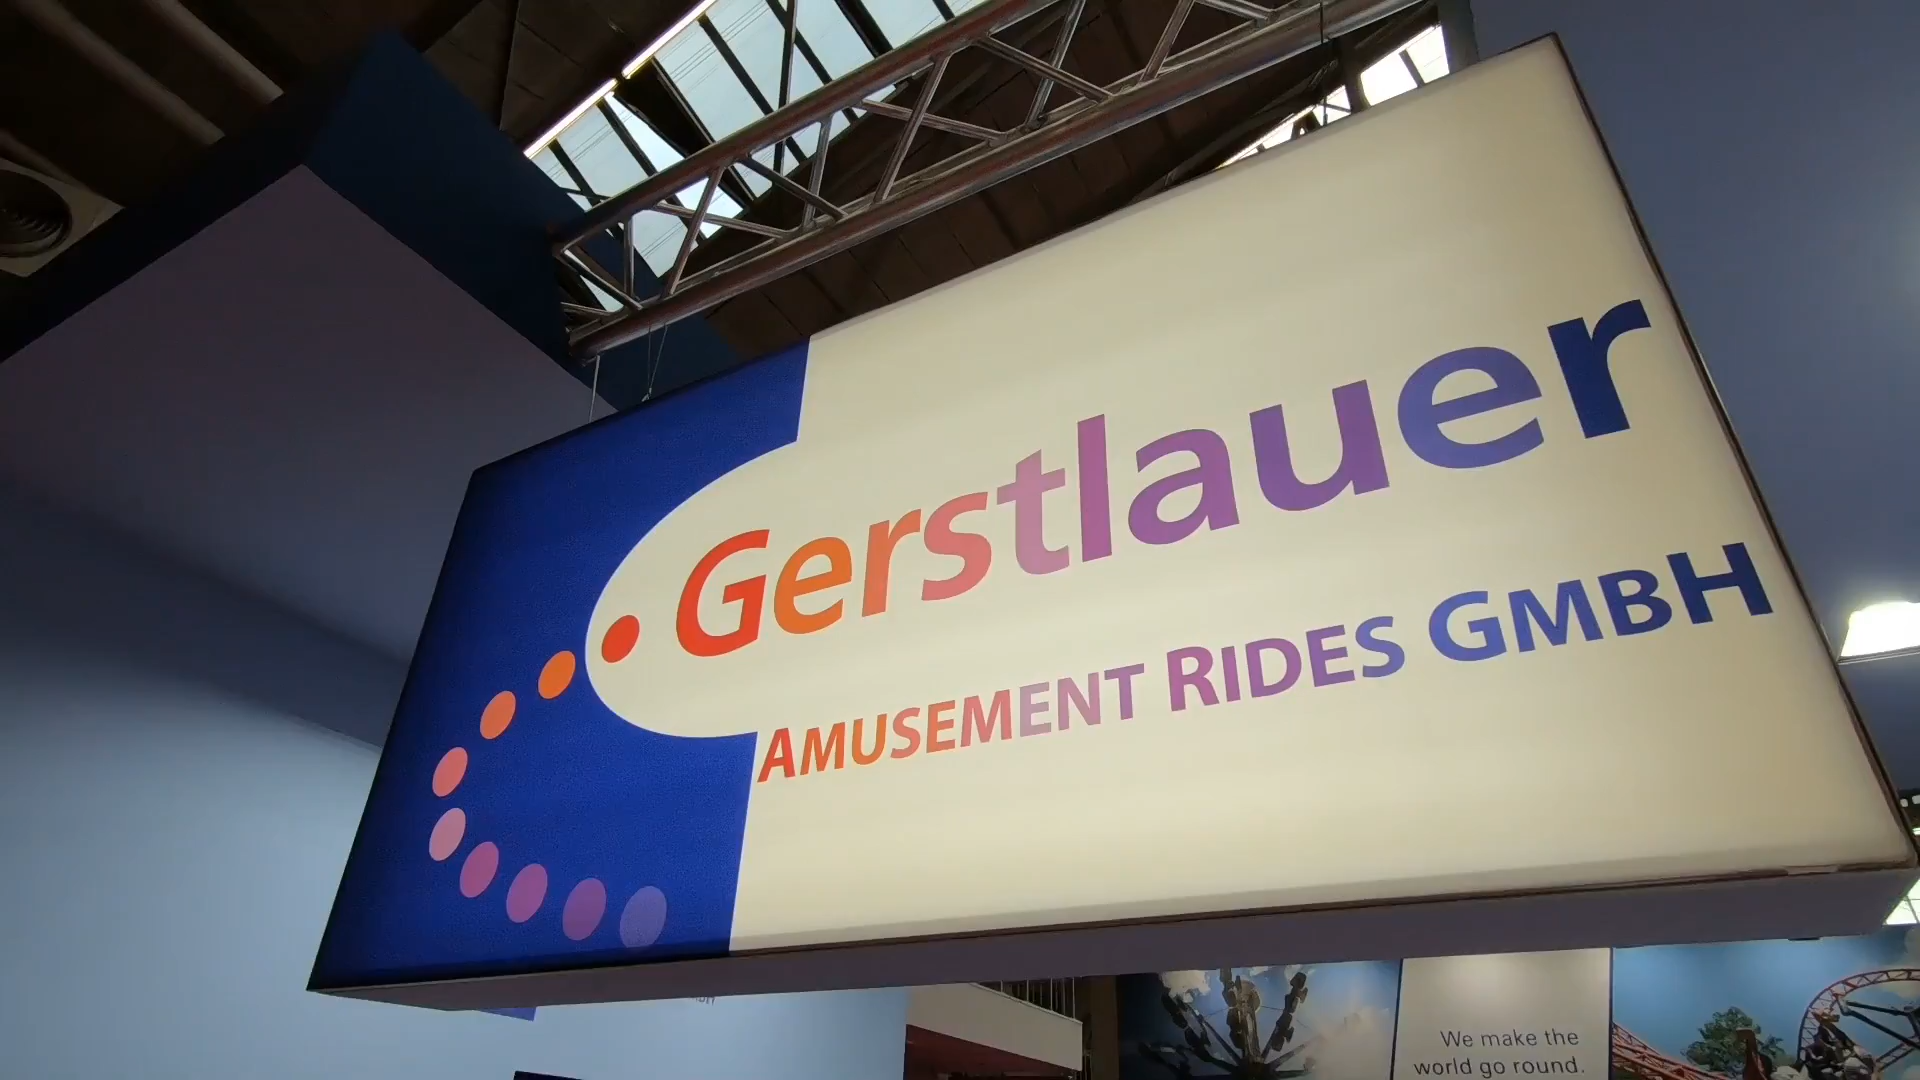 Gerstlauer
AMUSEMENT RIDES GMBH
We make the
world go round.